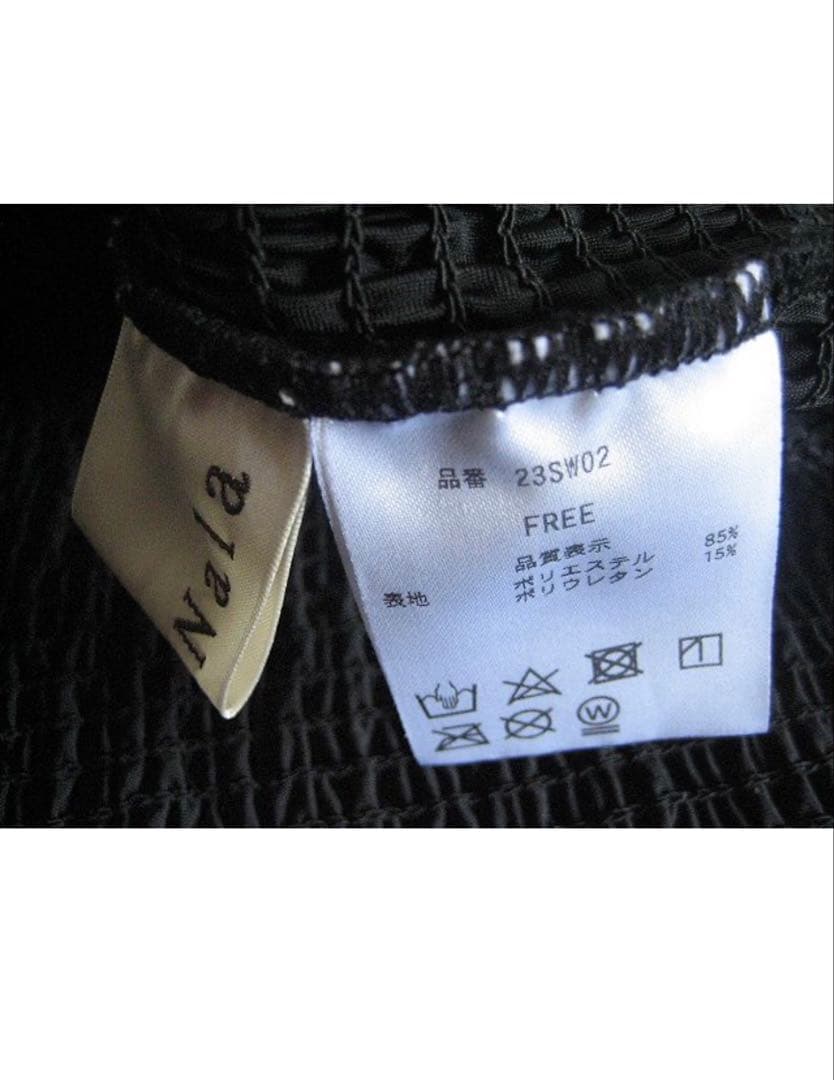 Nala
品番 23SW02
FREE
品質表示
表地 ポリエステル 85%
ポリウレタン 15%
W